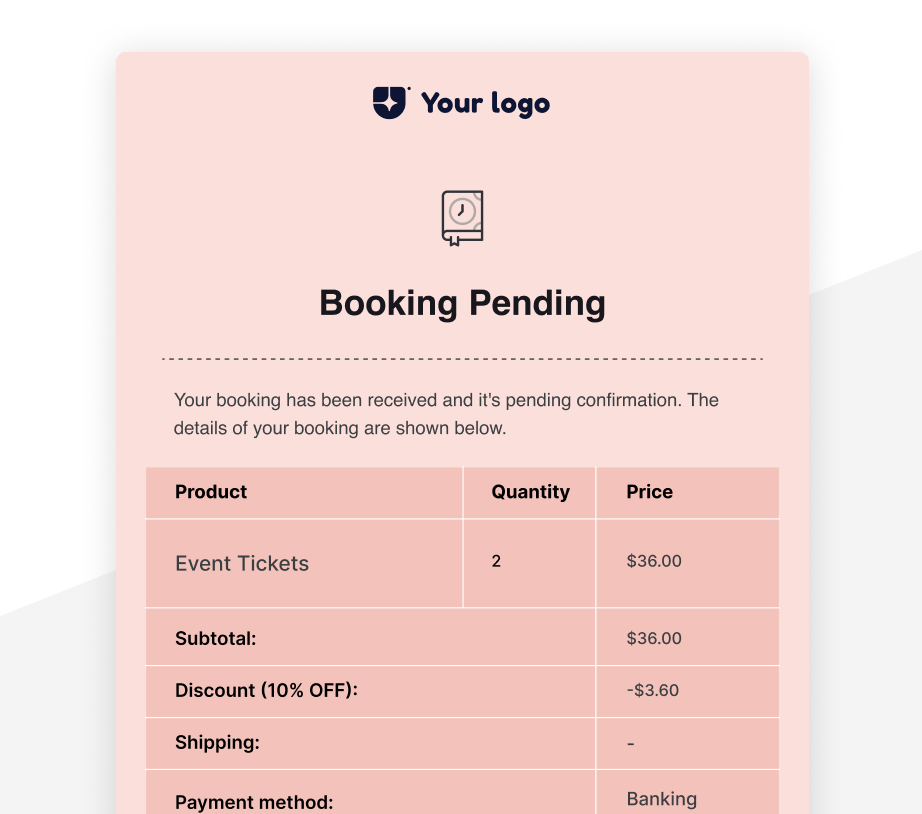 Your logo
Booking Pending
Your booking has been received and it's pending confirmation. The
details of your booking are shown below.
Product Quantity Price
Event Tickets 2 $36.00
Subtotal: $36.00
Discount (10% OFF): -$3.60
Shipping: -
Payment method: Banking